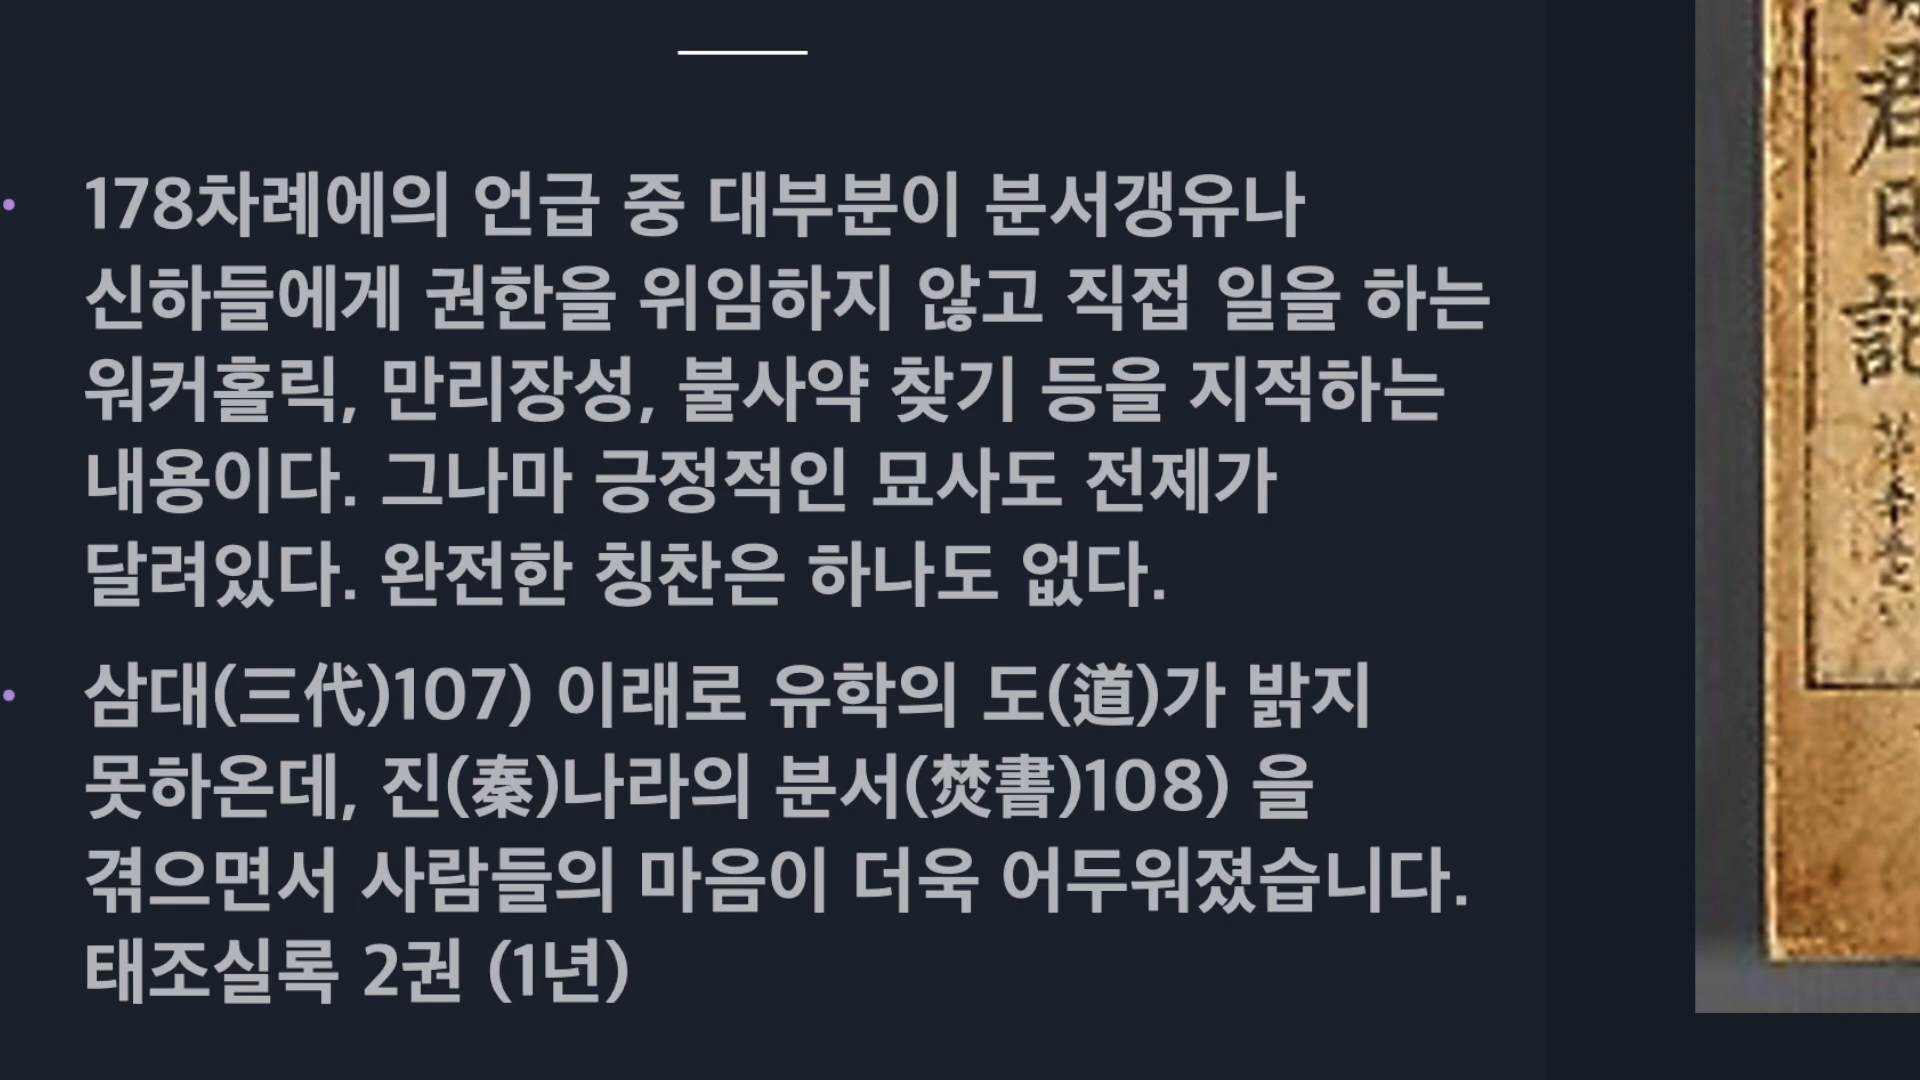 178차례에의 언급 중 대부분이 분서갱유나
신하들에게 권한을 위임하지 않고 직접 일을 하는
워커홀릭, 만리장성, 불사약 찾기 등을 지적하는
내용이다. 그나마 긍정적인 묘사도 전제가
달려있다. 완전한 칭찬은 하나도 없다.
삼대(三代)107) 이래로 유학의 도(道)가 밝지
못하온데, 진(秦)나라의 분서(焚書)108) 을
겪으면서 사람들의 마음이 더욱 어두워졌습니다.
태조실록 2권 (1년)
君日記